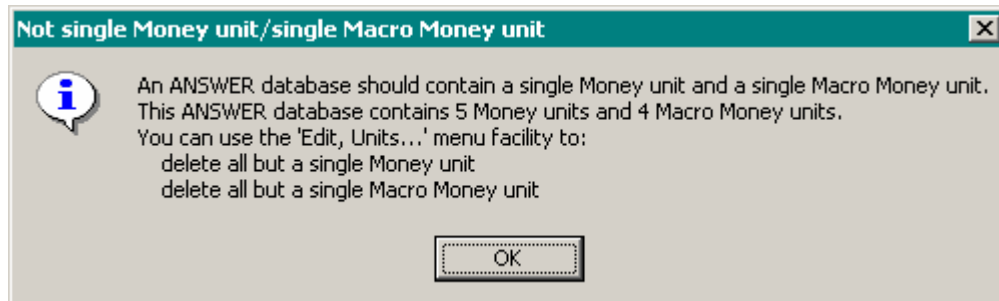 Not single Money unit/single Macro Money unit
An ANSWER database should contain a single Money unit and a single Macro Money unit.
This ANSWER database contains 5 Money units and 4 Macro Money units.
You can use the 'Edit, Units...' menu facility to:
delete all but a single Money unit
delete all but a single Macro Money unit
OK